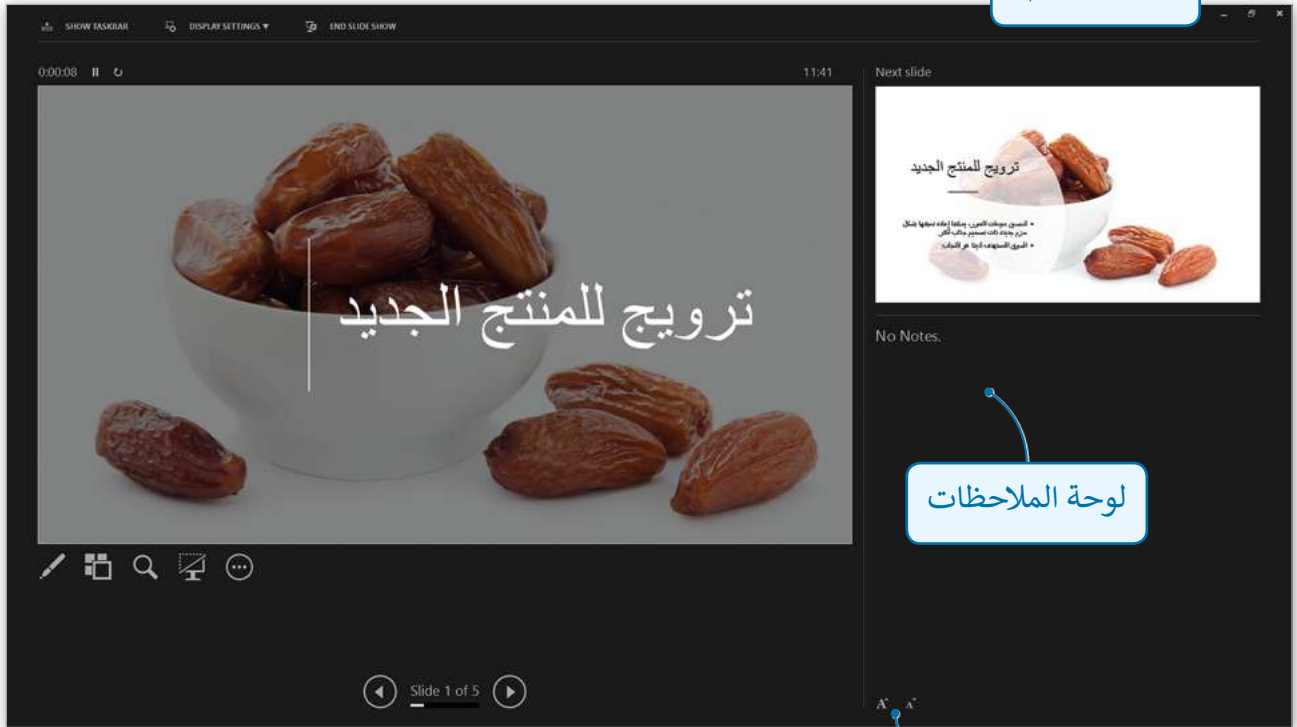 SHOW TASKBAR DISPLAY SETTINGS ▼ END SLIDE SHOW
0:00:08
11:41
ترويج للمنتج الجديد
Slide 1 of 5
Next slide
ترويج للمنتج الجديد
No Notes.
لوحة الملاحظات
A A